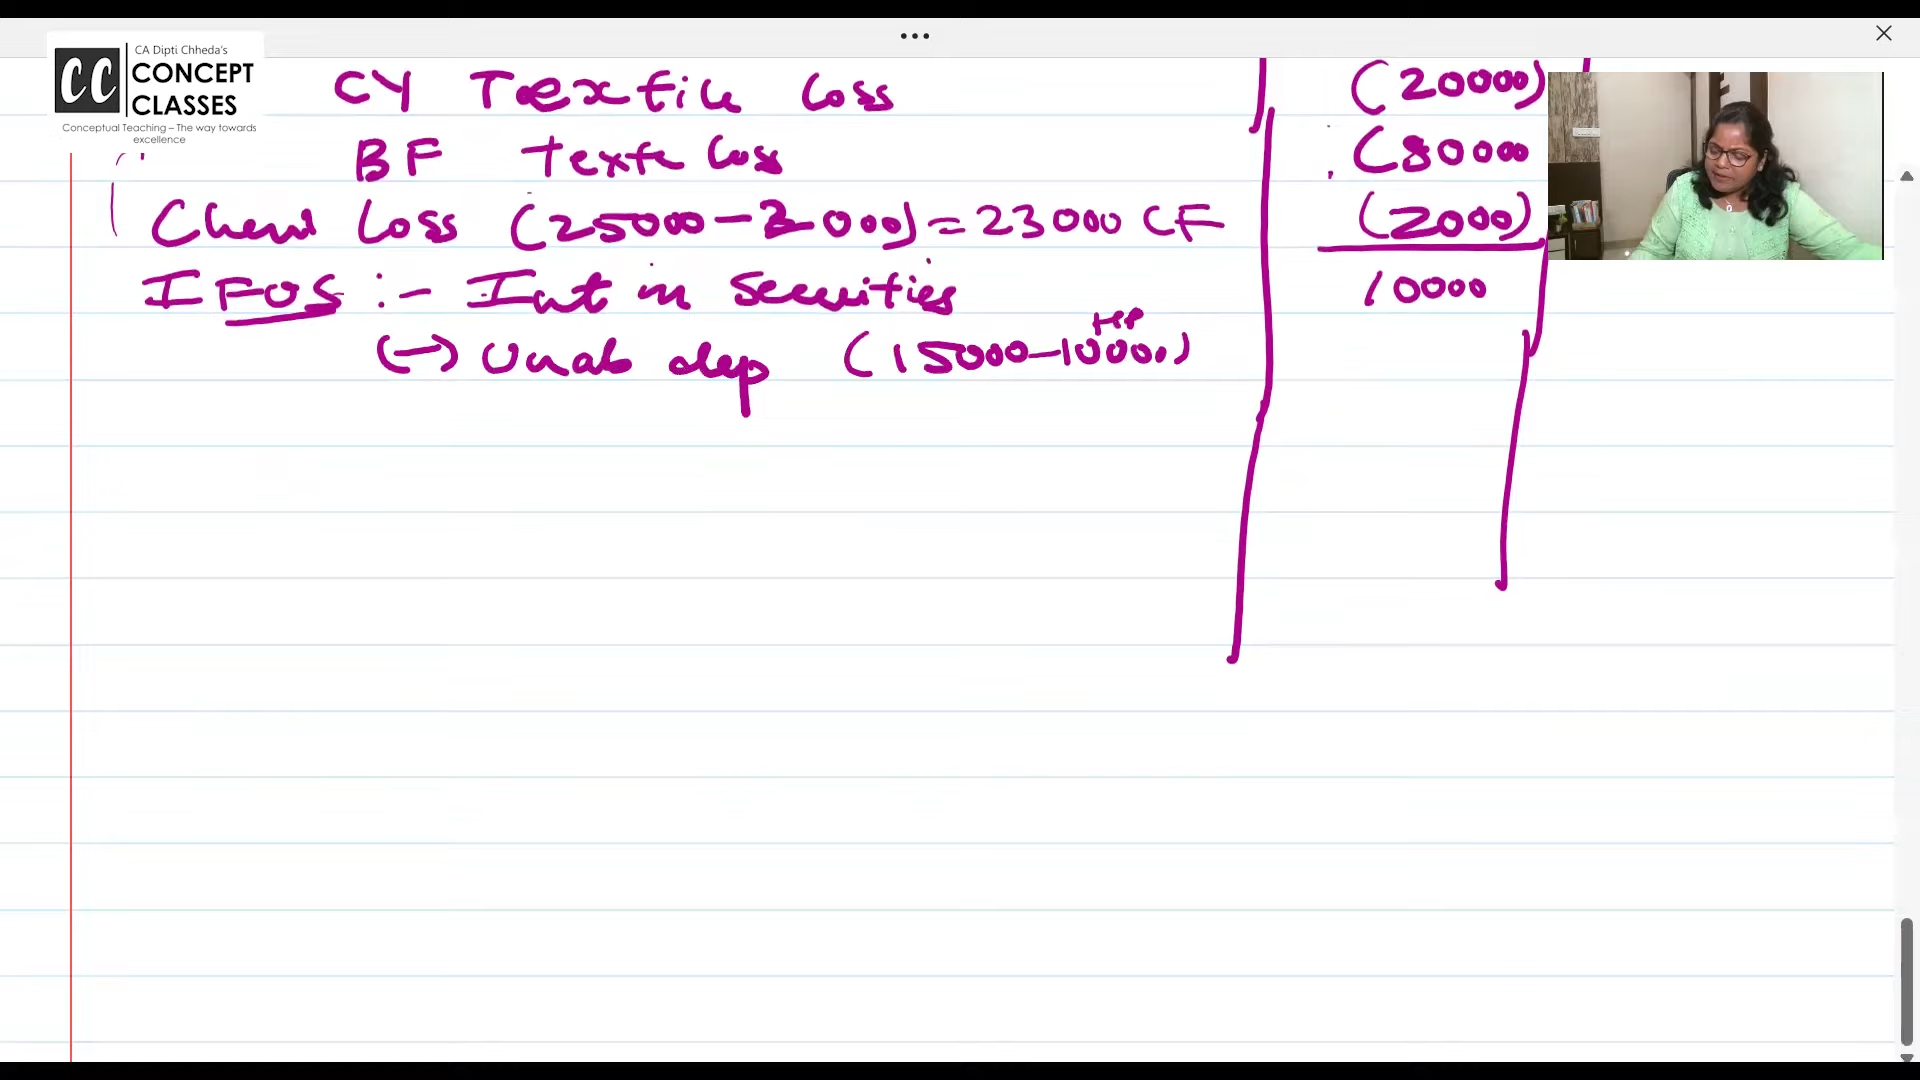 CA Dipti Chheda's
CC CONCEPT
CLASSES
Conceptual Teaching – The way towards
excellence
CY Textile Loss (20000)
BF Texte Loss (80000
Chem Loss (25000-2000) = 23000 CF (2000)
IFOS :- Int in Securities 10000
(-) Unab dep (15000-10000)
HP